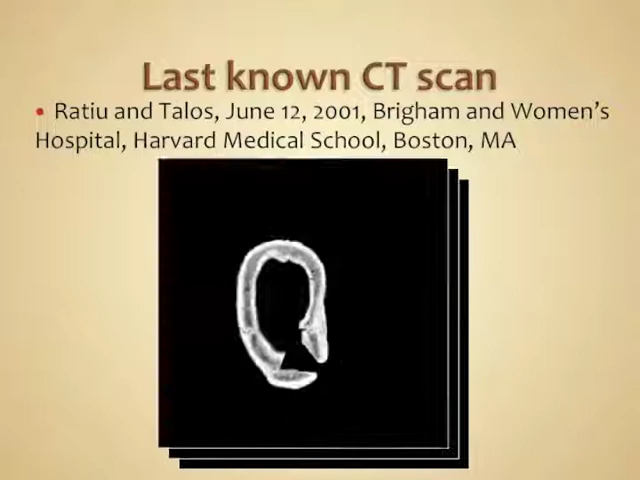 Last known CT scan
• Ratiu and Talos, June 12, 2001, Brigham and Women’s
Hospital, Harvard Medical School, Boston, MA